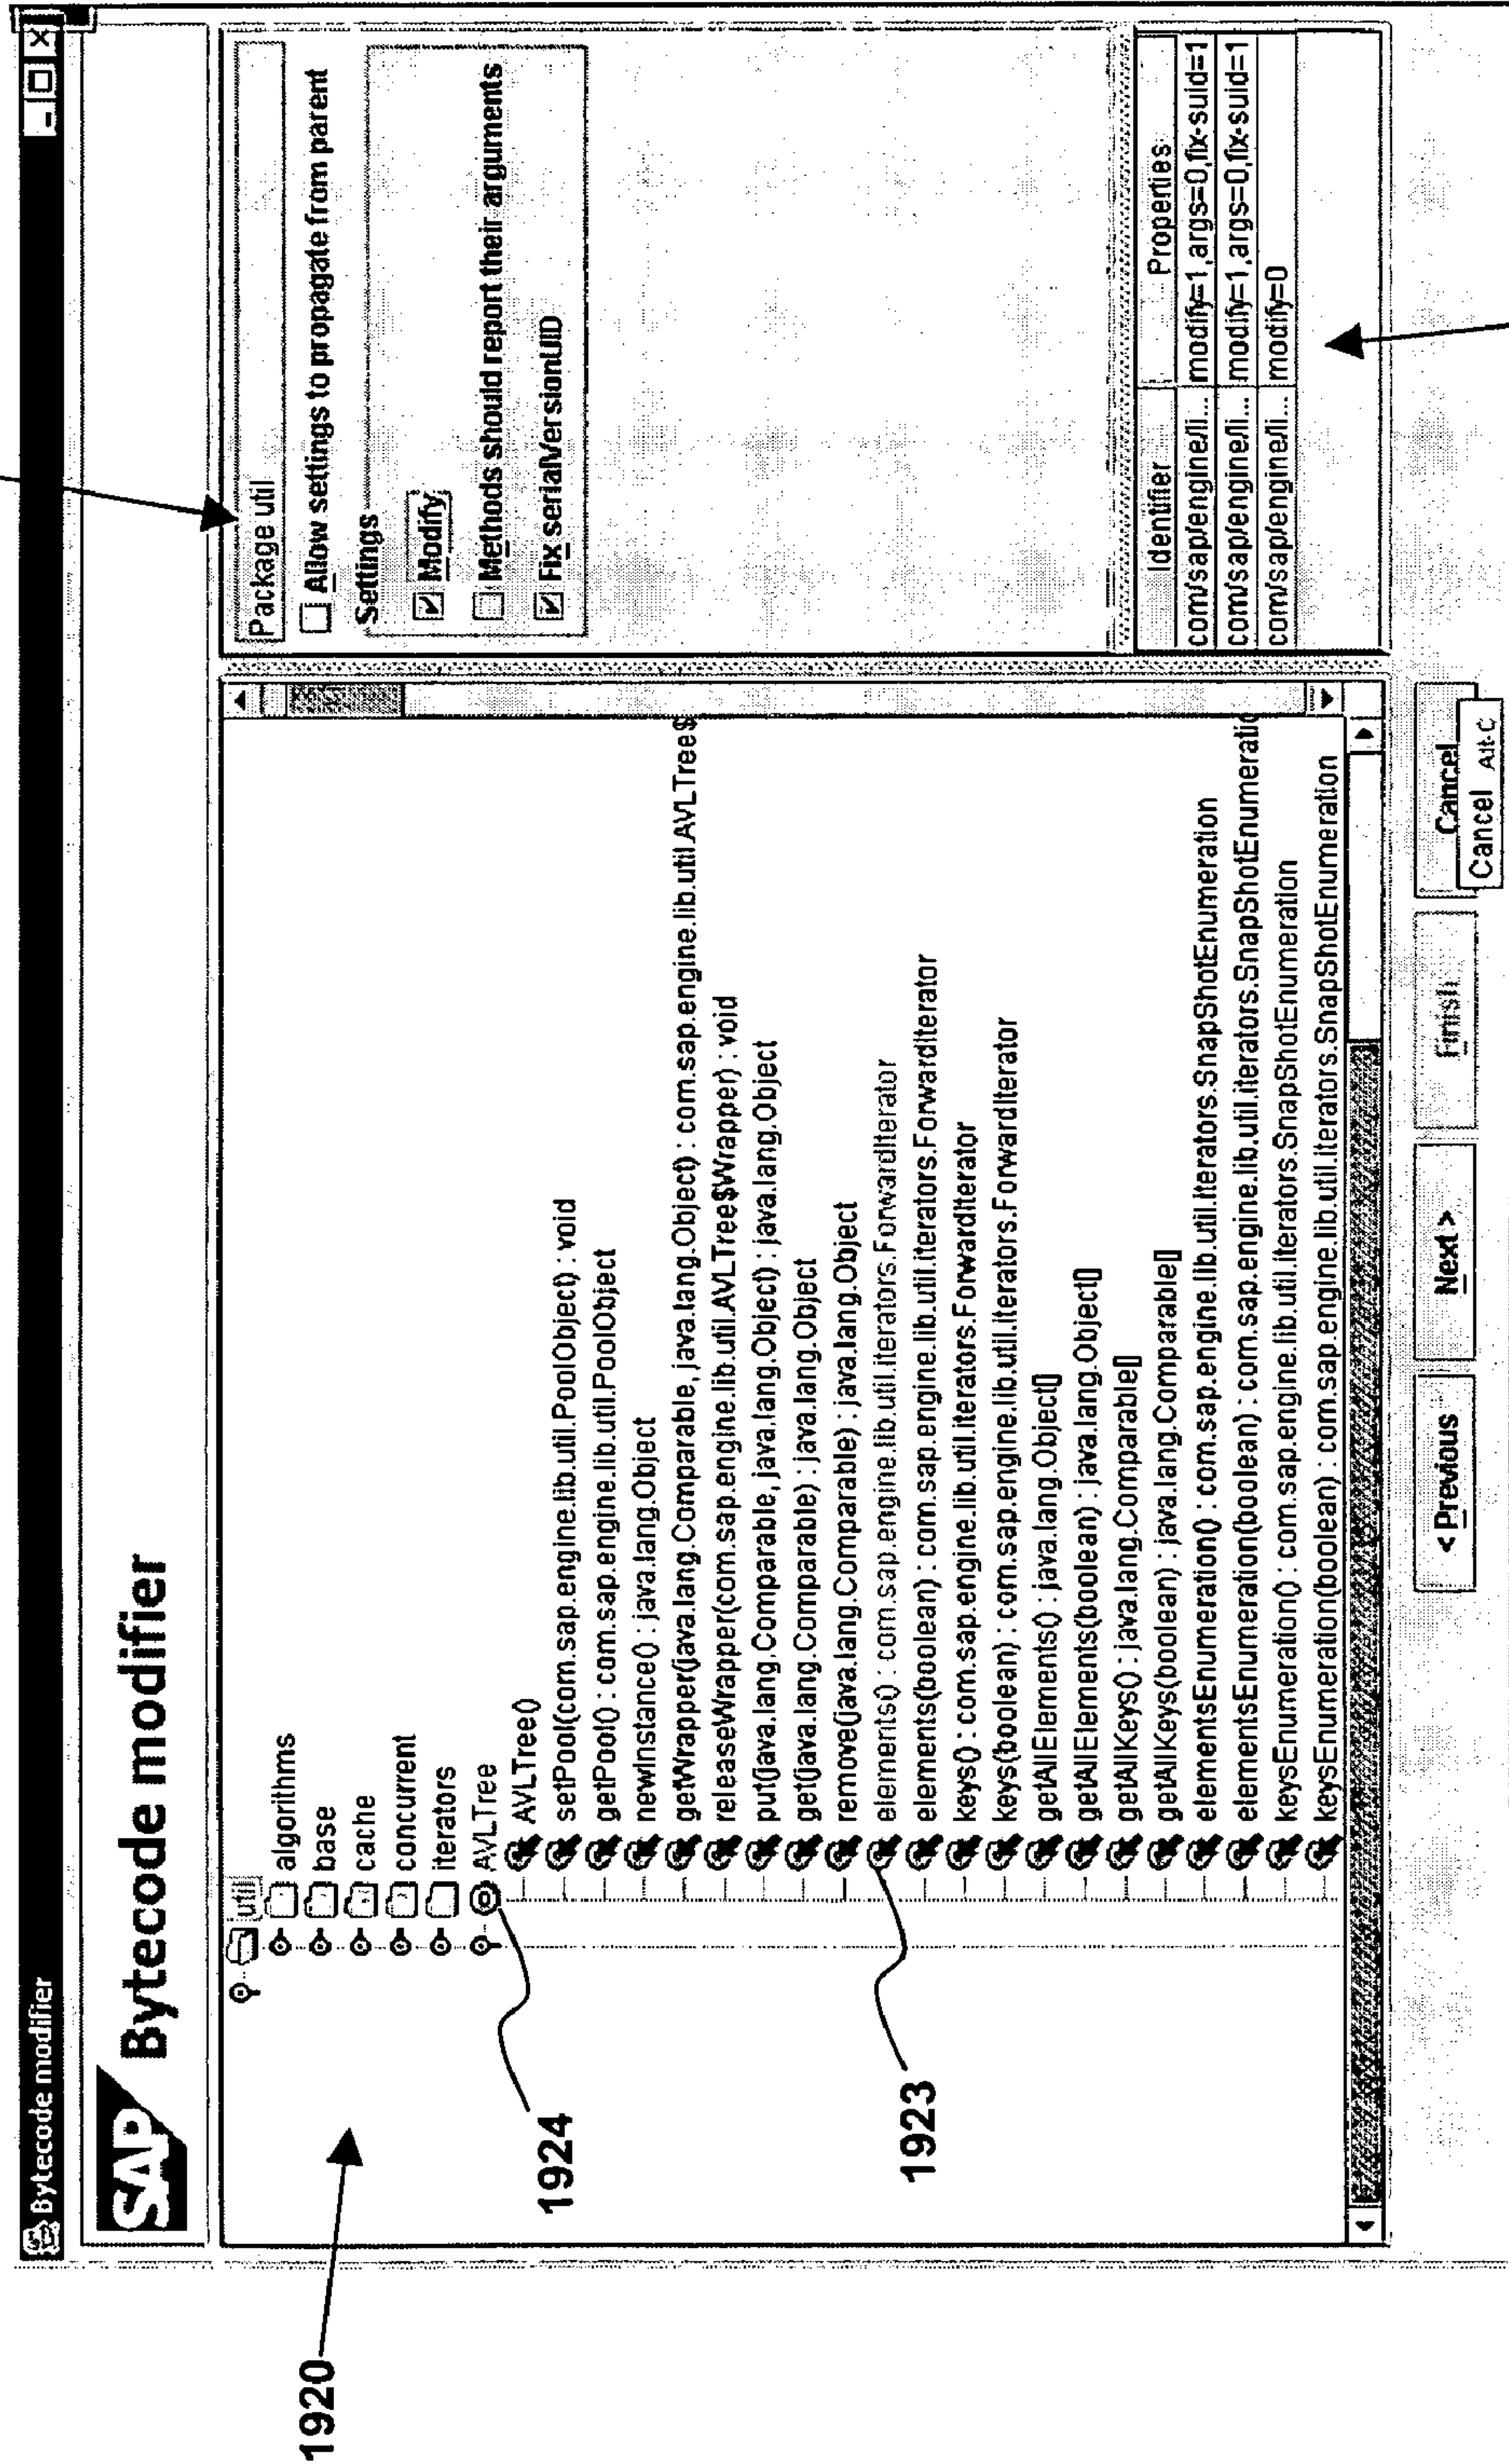 Bytecode modifier
SAP
Bytecode modifier
util
algorithms
base
cache
concurrent
iterators
AVLTree
AVLTree()
setPool(com.sap.engine.lib.util.PoolObject) : void
getPool() : com.sap.engine.lib.util.PoolObject
newInstance() : java.lang.Object
getWrapper(java.lang.Comparable, java.lang.Object) : com.sap.engine.lib.util.AVLTree$
releaseWrapper(com.sap.engine.lib.util.AVLTree$Wrapper) : void
put(java.lang.Comparable, java.lang.Object) : java.lang.Object
get(java.lang.Comparable) : java.lang.Object
remove(java.lang.Comparable) : java.lang.Object
elements() : com.sap.engine.lib.util.iterators.ForwardIterator
elements(boolean) : com.sap.engine.lib.util.iterators.ForwardIterator
keys() : com.sap.engine.lib.util.iterators.ForwardIterator
keys(boolean) : com.sap.engine.lib.util.iterators.ForwardIterator
getAllElements() : java.lang.Object[]
getAllElements(boolean) : java.lang.Object[]
getAllKeys() : java.lang.Comparable[]
getAllKeys(boolean) : java.lang.Comparable[]
elementsEnumeration() : com.sap.engine.lib.util.iterators.SnapShotEnumeration
elementsEnumeration(boolean) : com.sap.engine.lib.util.iterators.SnapShotEnumeratio
keysEnumeration() : com.sap.engine.lib.util.iterators.SnapShotEnumeration
keysEnumeration(boolean) : com.sap.engine.lib.util.iterators.SnapShotEnumeration
Package util
Allow settings to propagate from parent
Settings
Modify
Methods should report their arguments
Fix serialVersionUID
Identifier Properties
com/sap/engine/li... modify=1,args=0,fix-suid=1
com/sap/engine/li... modify=1,args=0,fix-suid=1
com/sap/engine/li... modify=0
< Previous
Next >
Finish
Cancel
Cancel Alt-C
1920
1924
1923